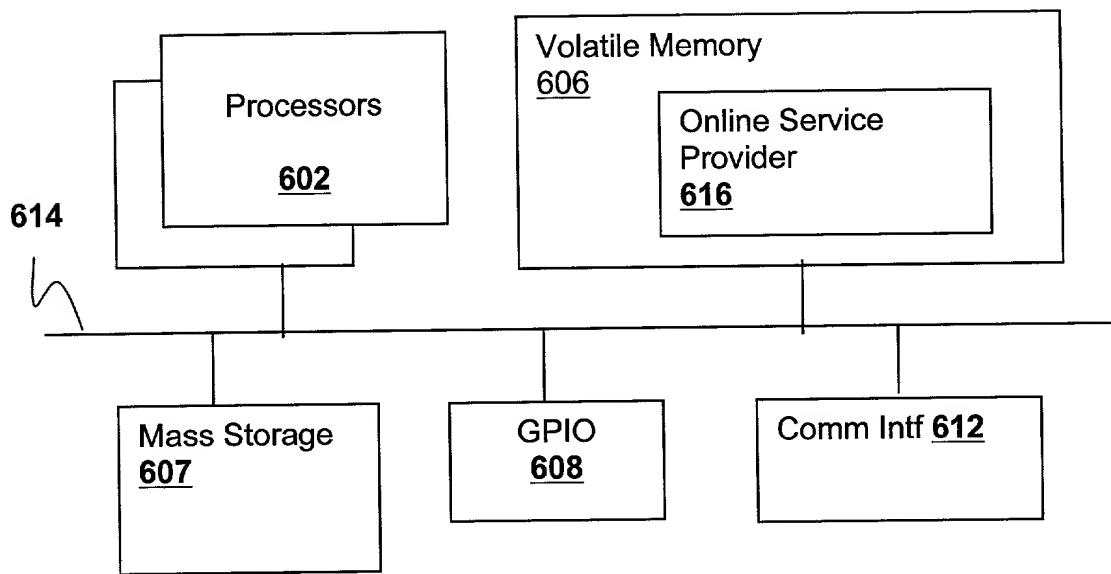 Processors
602
Volatile Memory
606
Online Service
Provider
616
614
Mass Storage
607
GPIO
608
Comm Intf 612